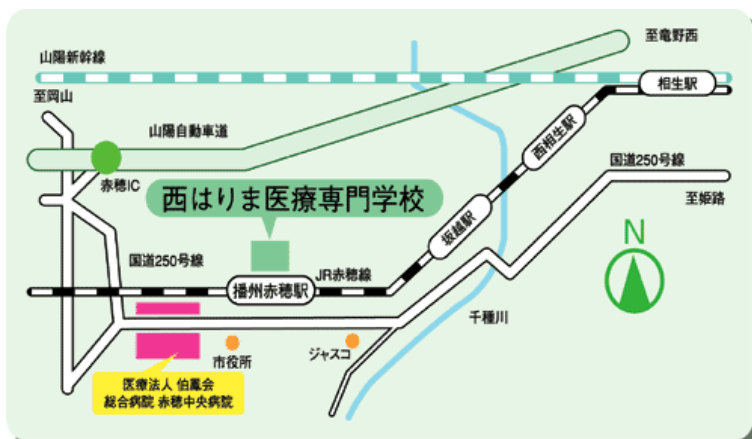 至竜野西
山陽新幹線
相生駅
至岡山
山陽自動車道
西相生駅
国道250号線
赤穂IC
西はりま医療専門学校
至姫路
坂越駅
N
国道250号線
JR赤穂線
播州赤穂駅
千種川
市役所
ジャスコ
医療法人 伯鳳会
総合病院 赤穂中央病院